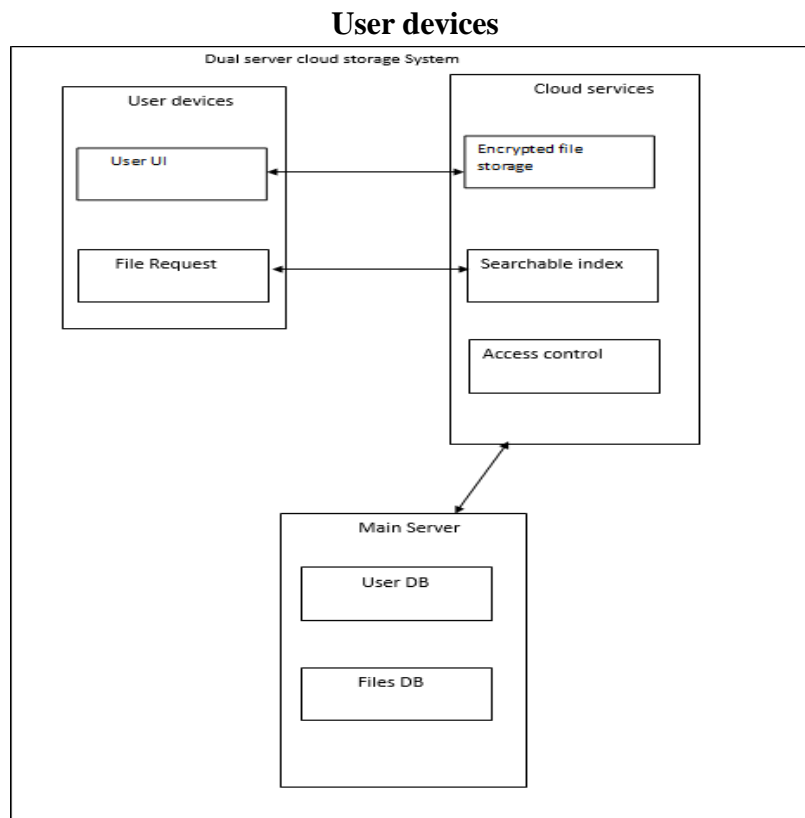 User devices
Dual server cloud storage System
User devices
User UI
File Request
Cloud services
Encrypted file
storage
Searchable index
Access control
Main Server
User DB
Files DB